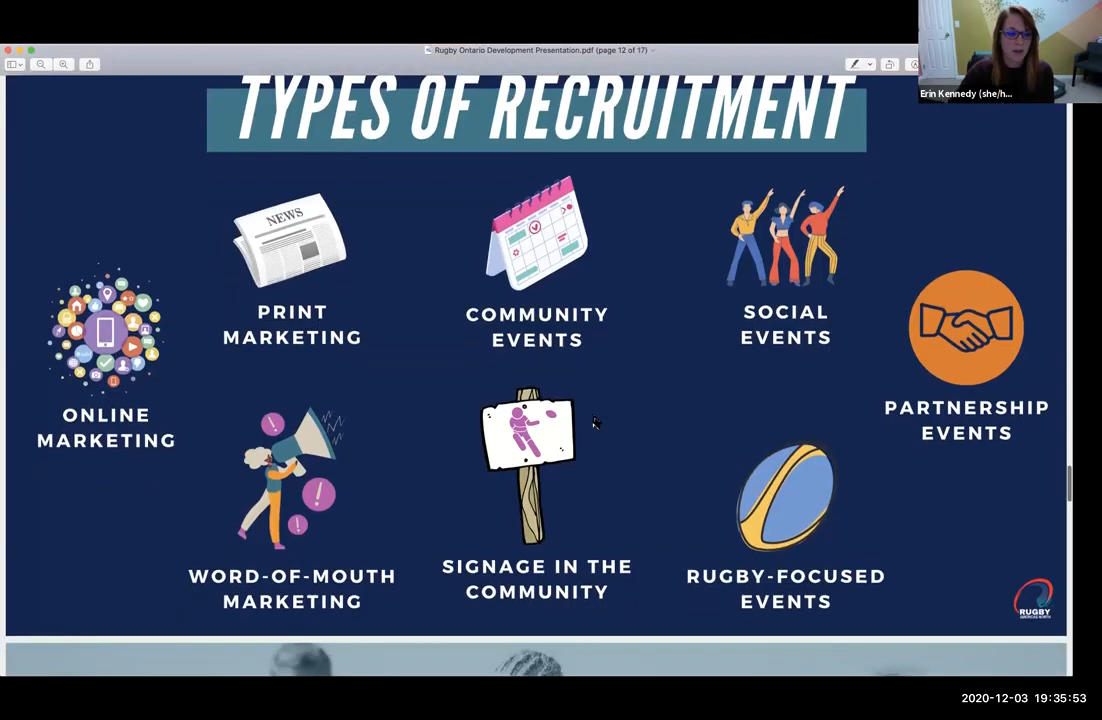 Rugby Ontario Development Presentation.pdf (page 12 of 17)
Erin Kennedy (she/h...
TYPES OF RECRUITMENT
NEWS
PRINT
MARKETING
COMMUNITY
EVENTS
SOCIAL
EVENTS
ONLINE
MARKETING
PARTNERSHIP
EVENTS
WORD-OF-MOUTH
MARKETING
SIGNAGE IN THE
COMMUNITY
RUGBY-FOCUSED
EVENTS
RUGBY
AMERICAS NORTH
2020-12-03 19:35:53